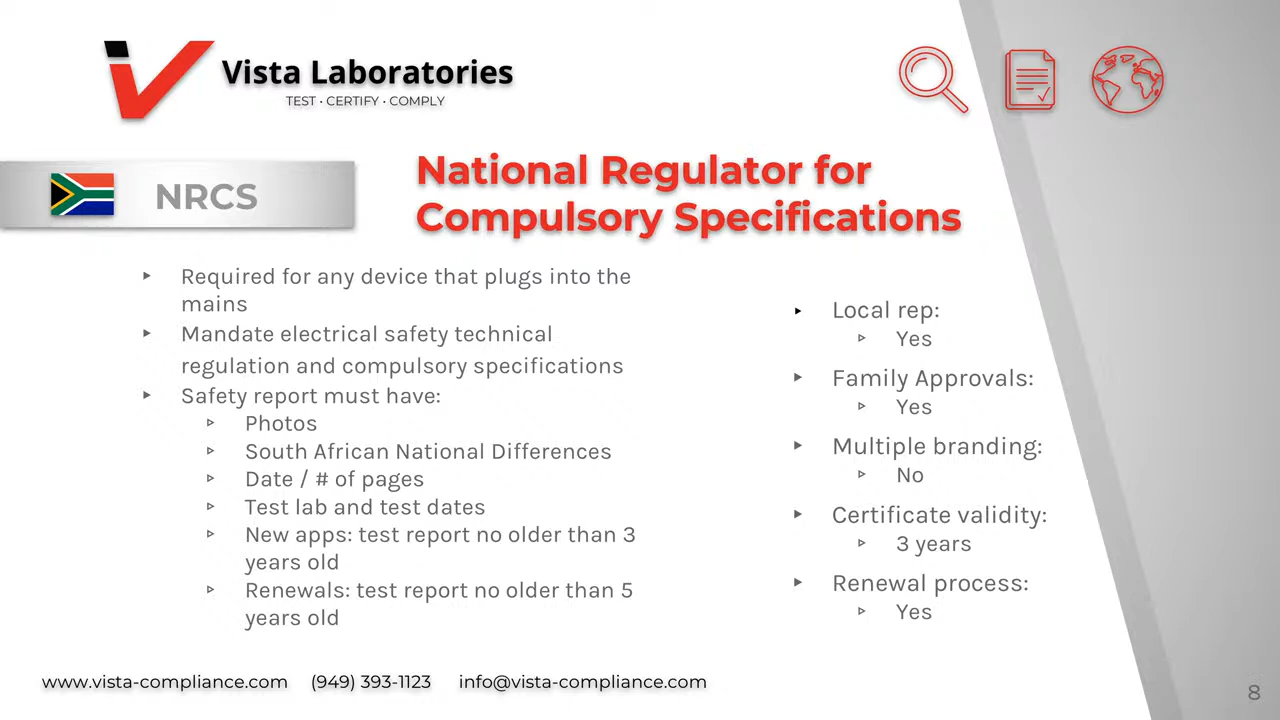 Vista Laboratories
TEST · CERTIFY · COMPLY
NRCS
National Regulator for
Compulsory Specifications
▸ Required for any device that plugs into the
mains
▸ Mandate electrical safety technical
regulation and compulsory specifications
▸ Safety report must have:
▹ Photos
▹ South African National Differences
▹ Date / # of pages
▹ Test lab and test dates
▹ New apps: test report no older than 3
years old
▹ Renewals: test report no older than 5
years old
▸ Local rep:
▹ Yes
▸ Family Approvals:
▹ Yes
▸ Multiple branding:
▹ No
▸ Certificate validity:
▹ 3 years
▸ Renewal process:
▹ Yes
www.vista-compliance.com (949) 393-1123 info@vista-compliance.com
8